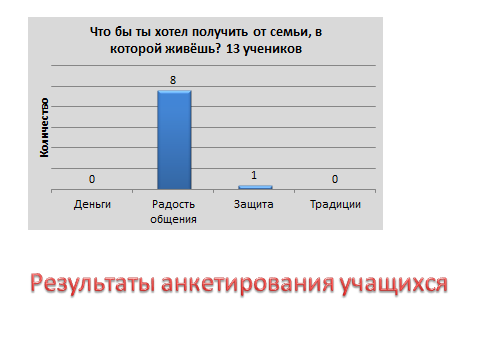 Что бы ты хотел получить от семьи, в
которой живёшь? 13 учеников
Количество
0
8
1
0
Деньги
Радость
общения
Защита
Традиции
Результаты анкетирования учащихся